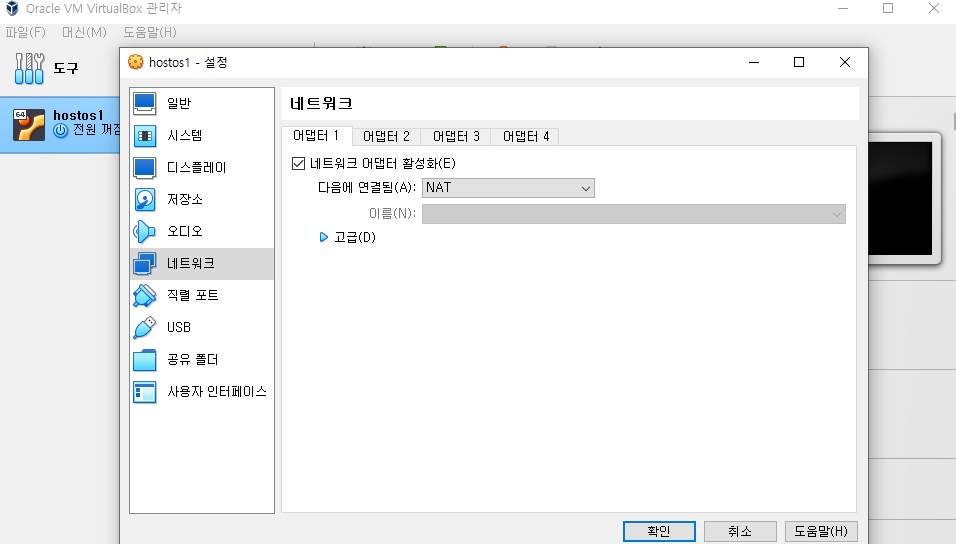 Oracle VM VirtualBox 관리자
파일(F) 머신(M) 도움말(H)
도구
hostos1 - 설정
64
hostos1
전원 꺼짐
일반
시스템
디스플레이
저장소
오디오
네트워크
직렬 포트
USB
공유 폴더
사용자 인터페이스
네트워크
어댑터 1 어댑터 2 어댑터 3 어댑터 4
네트워크 어댑터 활성화(E)
다음에 연결됨(A): NAT
이름(N):
고급(D)
확인 취소 도움말(H)